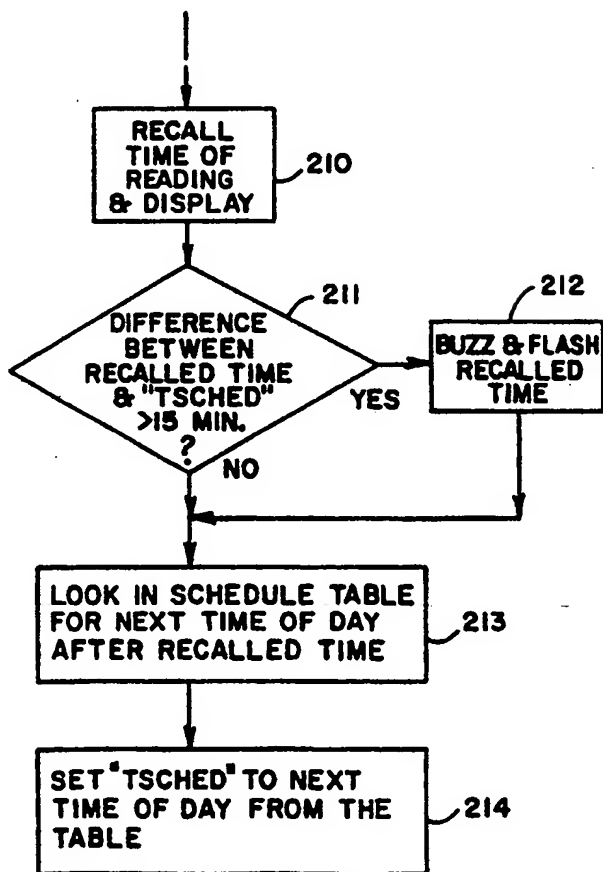 RECALL
TIME OF
READING
& DISPLAY
210
211
DIFFERENCE
BETWEEN
RECALLED TIME
& "TSCHED"
>15 MIN.
?
YES
NO
212
BUZZ & FLASH
RECALLED
TIME
LOOK IN SCHEDULE TABLE
FOR NEXT TIME OF DAY
AFTER RECALLED TIME
213
SET "TSCHED" TO NEXT
TIME OF DAY FROM THE
TABLE
214